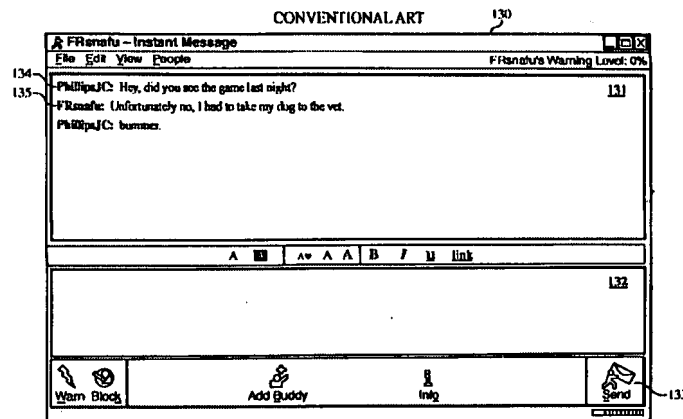 CONVENTIONAL ART
130
FRsnafu – Instant Message
File Edit View People FRsnafu's Warning Level: 0%
134 PhillipsJC: Hey, did you see the game last night? 131
135 FRsnafu: Unfortunately no, I had to take my dog to the vet.
PhillipsJC: bummer.
A A A▾ A A B I u link
132
Warn Block Add Buddy Info Send 133